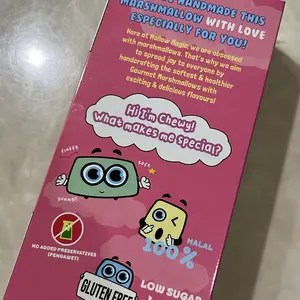 HANDMADE THIS
MARSHMALLOW WITH LOVE
ESPECIALLY FOR YOU!
Here at Mallow Magic, we are obsessed
with marshmallows. That's why we aim
to spread joy to everyone by
handcrafting the softest & healthier
Gourmet Marshmallows with
exciting & delicious flavours!
Hi I'm Chewy!
What makes me special?
fluffy
soft
yummy!
HALAL
100%
NO ADDED PRESERVATIVES
(PENGAWET)
GLUTEN FREE
LOW SUGAR